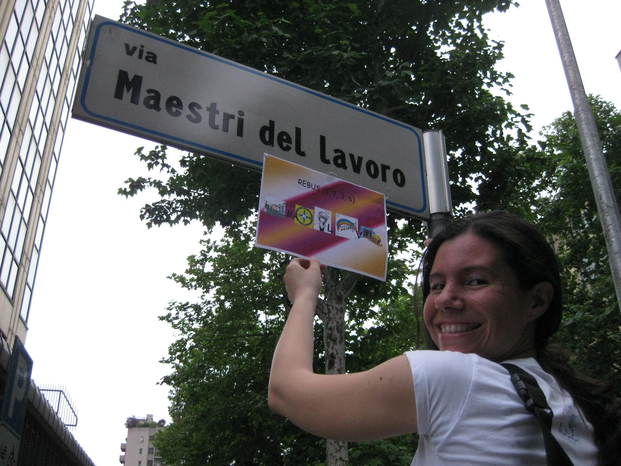 via
Maestri del lavoro
REBUS
P